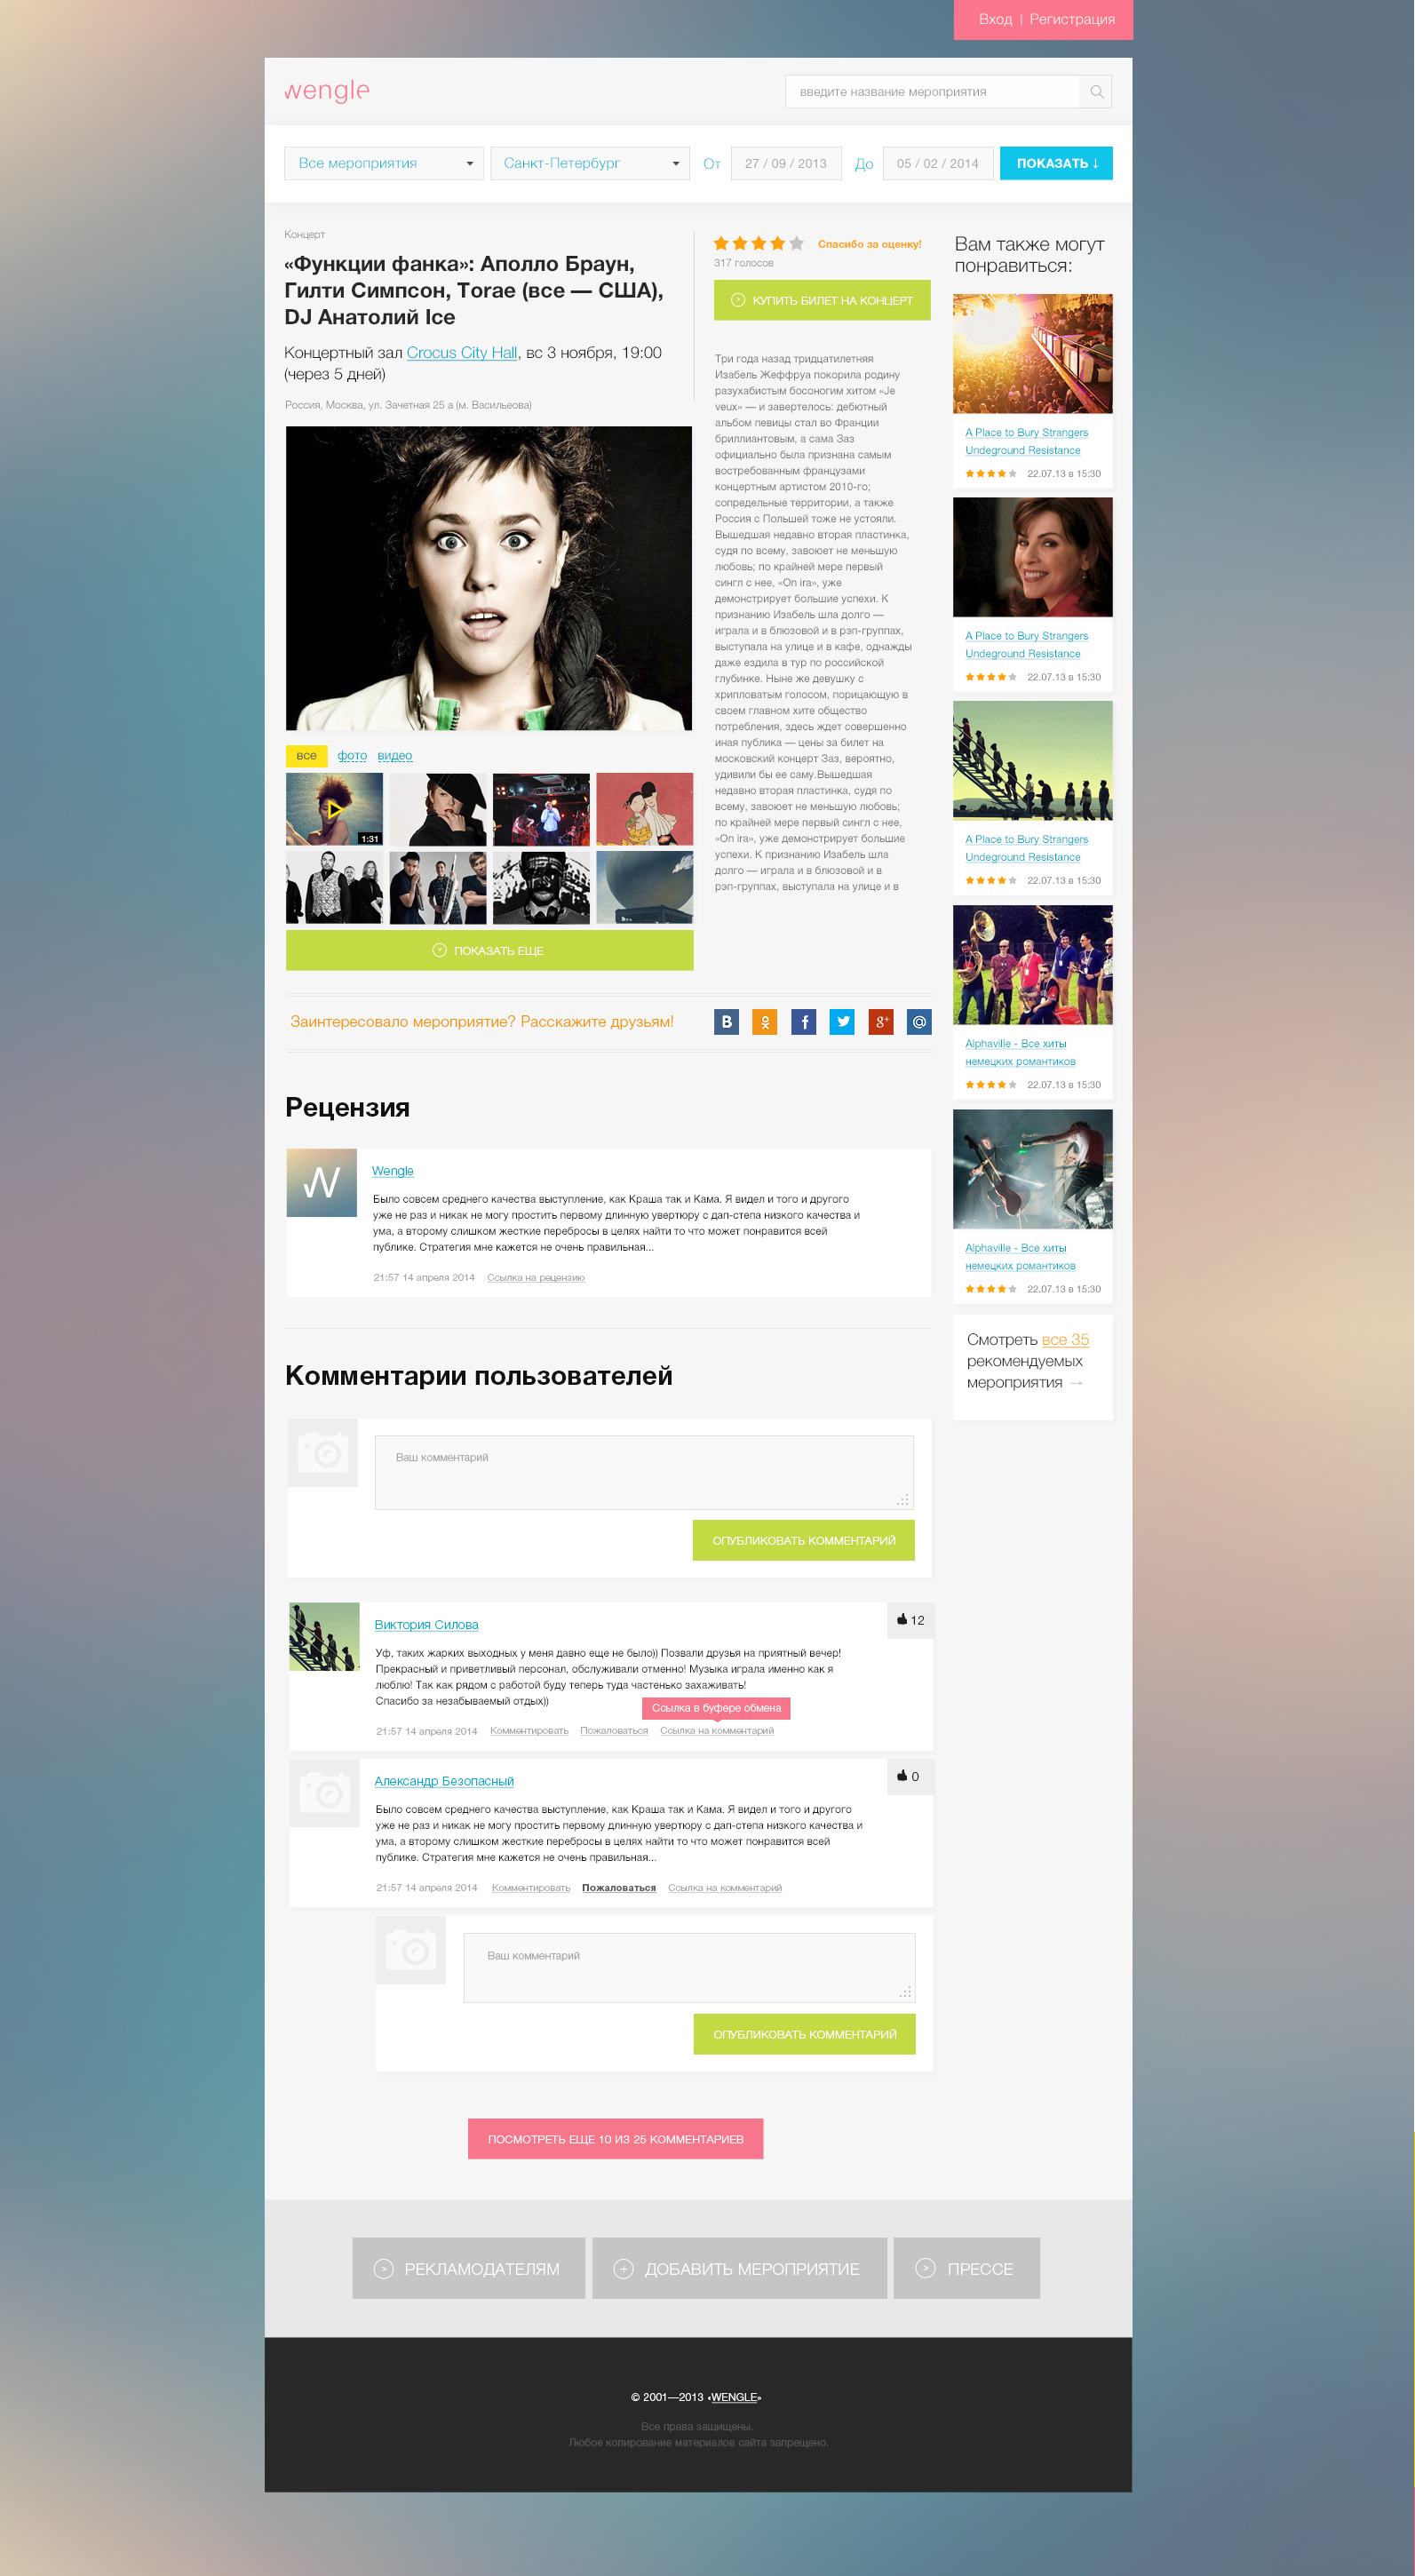 Вход | Регистрация
wengle
введите название мероприятия
Все мероприятия
Санкт-Петербург
От
27 / 09 / 2013
До
05 / 02 / 2014
ПОКАЗАТЬ ↓
Концерт
«Функции фанка»: Аполло Браун,
Гилти Симпсон, Torae (все — США),
DJ Анатолий Ice
Концертный зал Crocus City Hall, вс 3 ноября, 19:00
(через 5 дней)
Россия, Москва, ул. Зачетная 25 а (м. Васильеова)
все
фото
видео
1:31
ПОКАЗАТЬ ЕЩЕ
Спасибо за оценку!
317 голосов
КУПИТЬ БИЛЕТ НА КОНЦЕРТ
Три года назад тридцатилетняя
Изабель Жеффруа покорила родину
разухабистым босоногим хитом «Je
veux» — и завертелось: дебютный
альбом певицы стал во Франции
бриллиантовым, а сама Заз
официально была признана самым
востребованным французами
концертным артистом 2010-го;
сопредельные территории, а также
Россия с Польшей тоже не устояли.
Вышедшая недавно вторая пластинка,
судя по всему, завоюет не меньшую
любовь; по крайней мере первый
сингл с нее, «On ira», уже
демонстрирует большие успехи. К
признанию Изабель шла долго —
играла и в блюзовой и в рэп-группах,
выступала на улице и в кафе, однажды
даже ездила в тур по российской
глубинке. Ныне же девушку с
хрипловатым голосом, порицающую в
своем главном хите общество
потребления, здесь ждет совершенно
иная публика — цены за билет на
московский концерт Заз, вероятно,
удивили бы ее саму.Вышедшая
недавно вторая пластинка, судя по
всему, завоюет не меньшую любовь;
по крайней мере первый сингл с нее,
«On ira», уже демонстрирует большие
успехи. К признанию Изабель шла
долго — играла и в блюзовой и в
рэп-группах, выступала на улице и в
Заинтересовало мероприятие? Расскажите друзьям!
В
f
g+
@
Рецензия
W
Wengle
Было совсем среднего качества выступление, как Краша так и Кама. Я видел и того и другого
уже не раз и никак не могу простить первому длинную увертюру с дап-степа низкого качества и
ума, а второму слишком жесткие перебросы в целях найти то что может понравится всей
публике. Стратегия мне кажется не очень правильная...
21:57 14 апреля 2014
Ссылка на рецензию
Комментарии пользователей
Ваш комментарий
ОПУБЛИКОВАТЬ КОММЕНТАРИЙ
Виктория Силова
12
Уф, таких жарких выходных у меня давно еще не было)) Позвали друзья на приятный вечер!
Прекрасный и приветливый персонал, обслуживали отменно! Музыка играла именно как я
люблю! Так как рядом с работой буду теперь туда частенько захаживать!
Спасибо за незабываемый отдых))
Ссылка в буфере обмена
21:57 14 апреля 2014
Комментировать
Пожаловаться
Ссылка на комментарий
Александр Безопасный
0
Было совсем среднего качества выступление, как Краша так и Кама. Я видел и того и другого
уже не раз и никак не могу простить первому длинную увертюру с дап-степа низкого качества и
ума, а второму слишком жесткие перебросы в целях найти то что может понравится всей
публике. Стратегия мне кажется не очень правильная...
21:57 14 апреля 2014
Комментировать
Пожаловаться
Ссылка на комментарий
Ваш комментарий
ОПУБЛИКОВАТЬ КОММЕНТАРИЙ
ПОСМОТРЕТЬ ЕЩЕ 10 ИЗ 25 КОММЕНТАРИЕВ
Вам также могут
понравиться:
A Place to Bury Strangers
Undeground Resistance
22.07.13 в 15:30
A Place to Bury Strangers
Undeground Resistance
22.07.13 в 15:30
A Place to Bury Strangers
Undeground Resistance
22.07.13 в 15:30
Alphaville - Все хиты
немецких романтиков
22.07.13 в 15:30
Alphaville - Все хиты
немецких романтиков
22.07.13 в 15:30
Смотреть все 35
рекомендуемых
мероприятия →
РЕКЛАМОДАТЕЛЯМ
ДОБАВИТЬ МЕРОПРИЯТИЕ
ПРЕССЕ
© 2001—2013 «WENGLE»
Все права защищены.
Любое копирование материалов сайта запрещено.